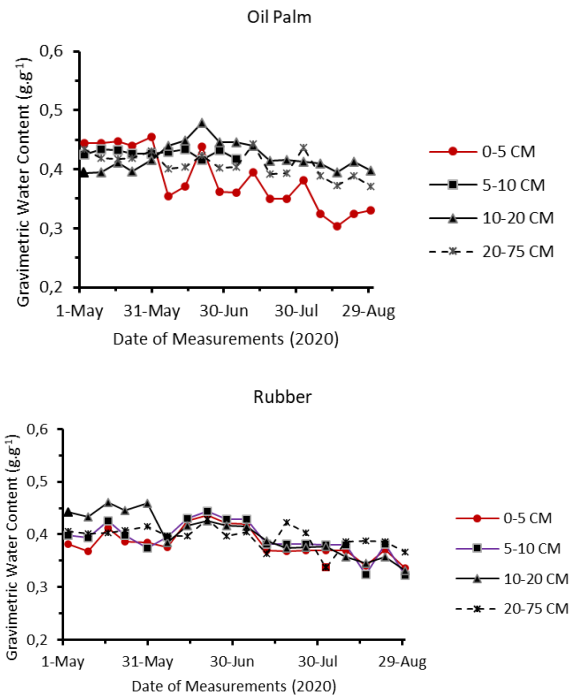 Oil Palm
0,6
0,5
0,4
0,3
0,2
Gravimetric Water Content (g.g⁻¹)
1-May 31-May 30-Jun 30-Jul 29-Aug
Date of Measurements (2020)
0-5 CM
5-10 CM
10-20 CM
20-75 CM
Rubber
0,6
0,5
0,4
0,3
0,2
Gravimetric Water Content (g.g⁻¹)
1-May 31-May 30-Jun 30-Jul 29-Aug
Date of Measurements (2020)
0-5 CM
5-10 CM
10-20 CM
20-75 CM